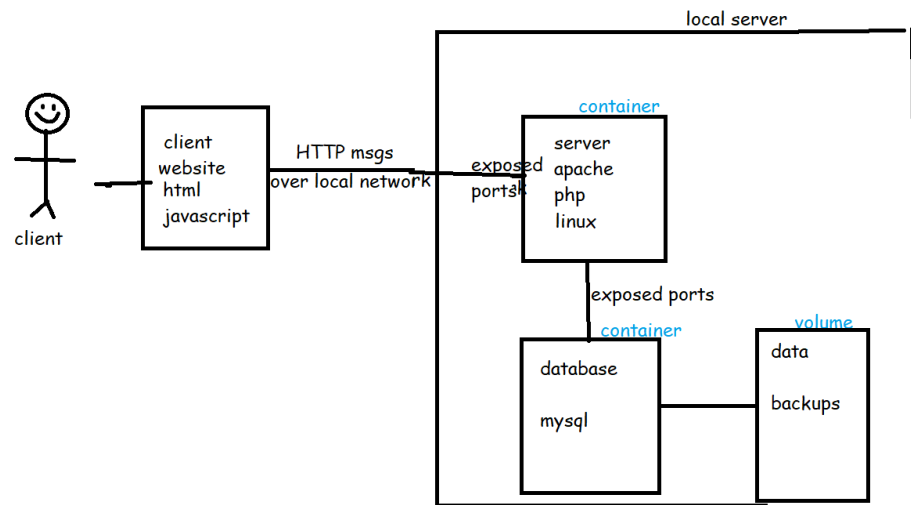 local server
container
client
website
html
javascript
HTTP msgs
over local network
exposed
ports
server
apache
php
linux
client
exposed ports
container
database
mysql
volume
data
backups